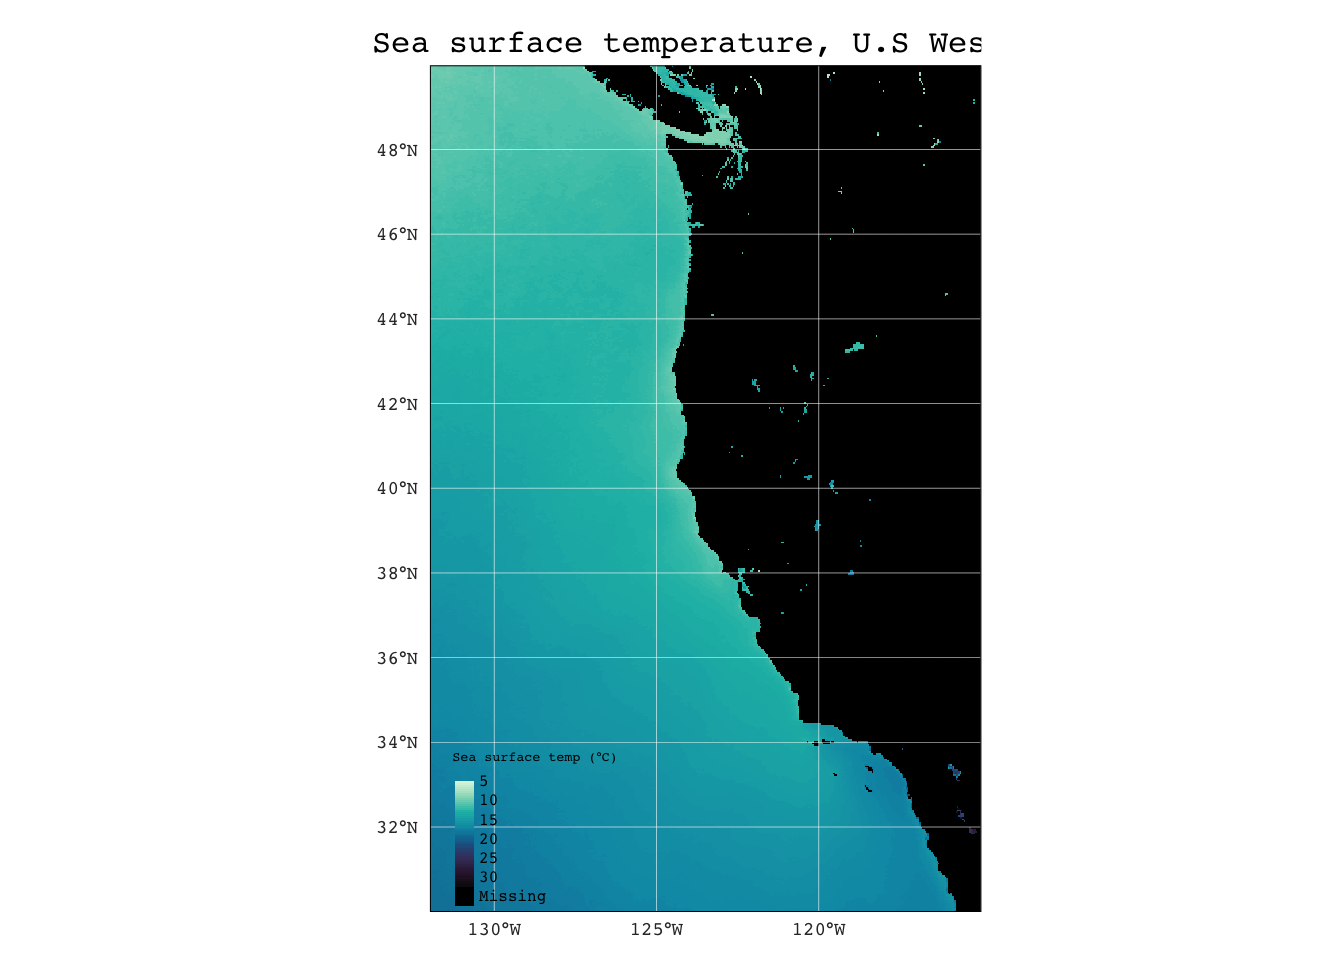 Sea surface temperature, U.S Wes
48°N
46°N
44°N
42°N
40°N
38°N
36°N
34°N
Sea surface temp (°C)
5
10
15
20
25
30
Missing
32°N
130°W 125°W 120°W